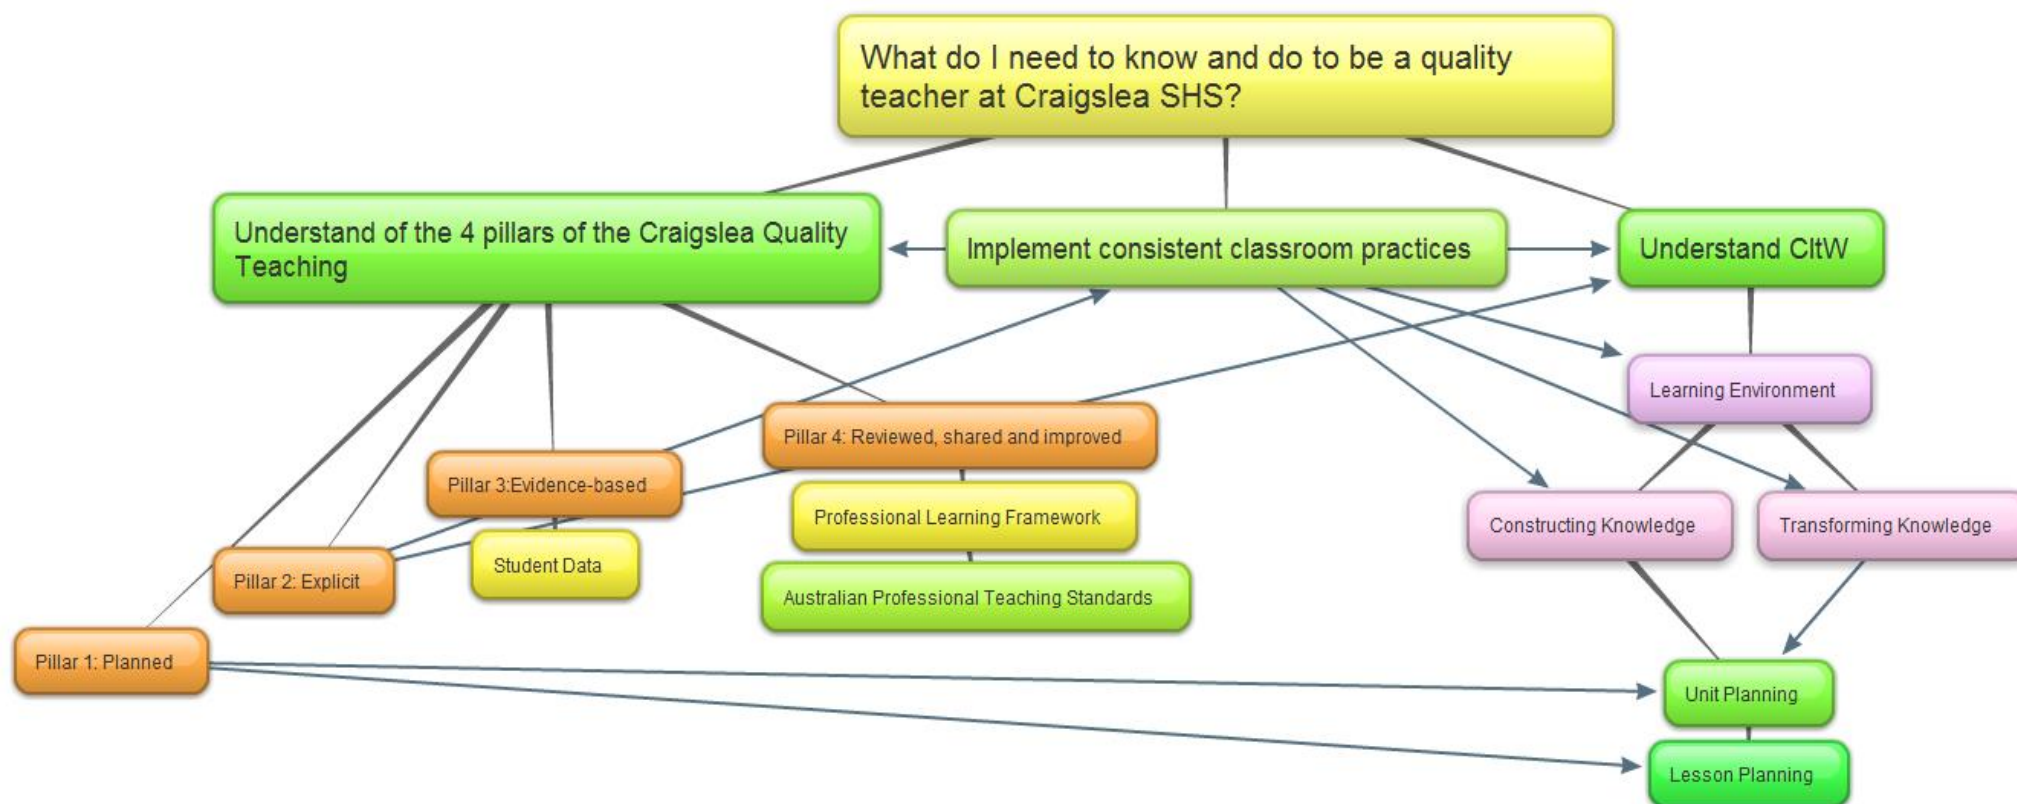 What do I need to know and do to be a quality
teacher at Craigslea SHS?
Understand of the 4 pillars of the Craigslea Quality
Teaching
Implement consistent classroom practices
Understand CItW
Learning Environment
Pillar 4: Reviewed, shared and improved
Pillar 3:Evidence-based
Professional Learning Framework
Constructing Knowledge
Transforming Knowledge
Student Data
Pillar 2: Explicit
Australian Professional Teaching Standards
Pillar 1: Planned
Unit Planning
Lesson Planning